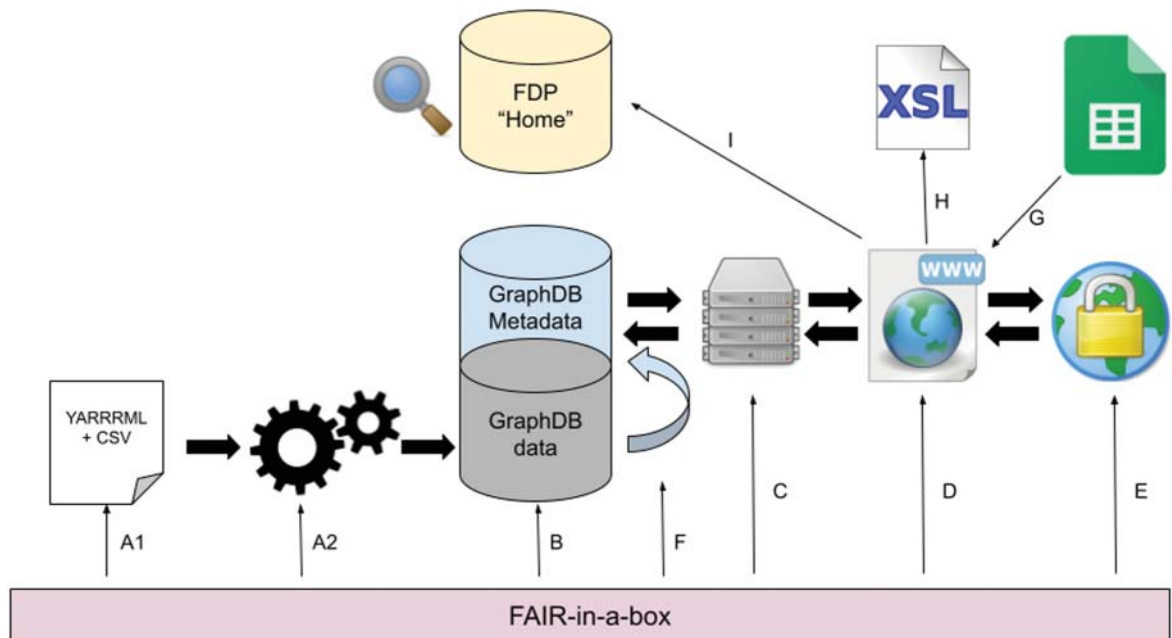 FDP
“Home”
XSL
I
H
G
www
GraphDB
Metadata
YARRRML
+ CSV
GraphDB
data
A1
A2
B
F
C
D
E
FAIR-in-a-box